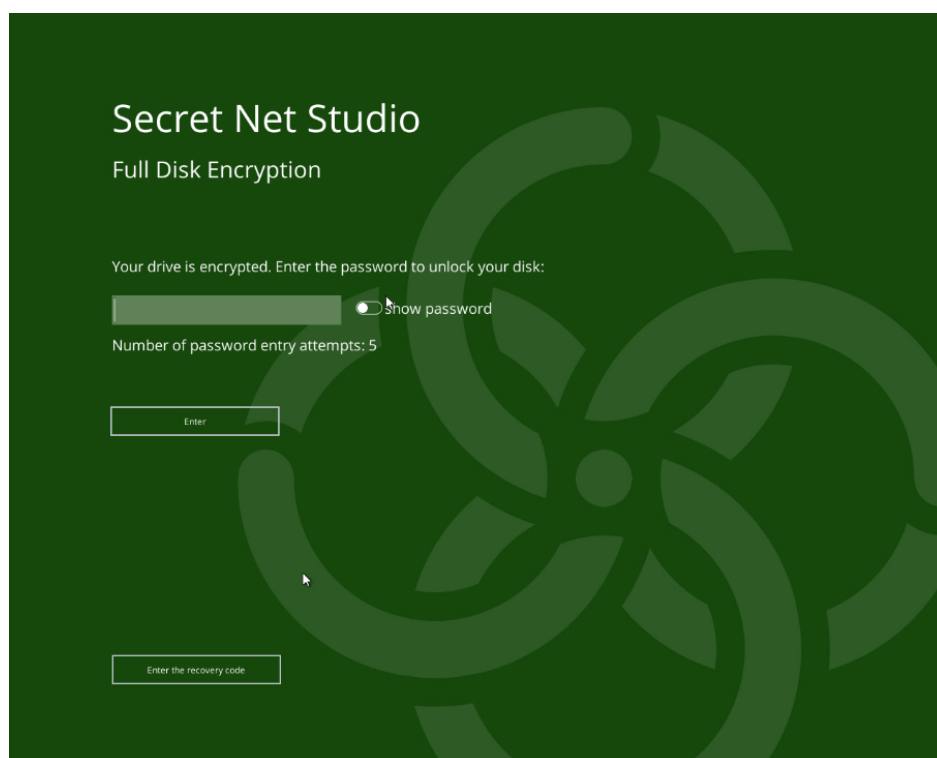 Secret Net Studio
Full Disk Encryption
Your drive is encrypted. Enter the password to unlock your disk:
show password
Number of password entry attempts: 5
Enter
Enter the recovery code